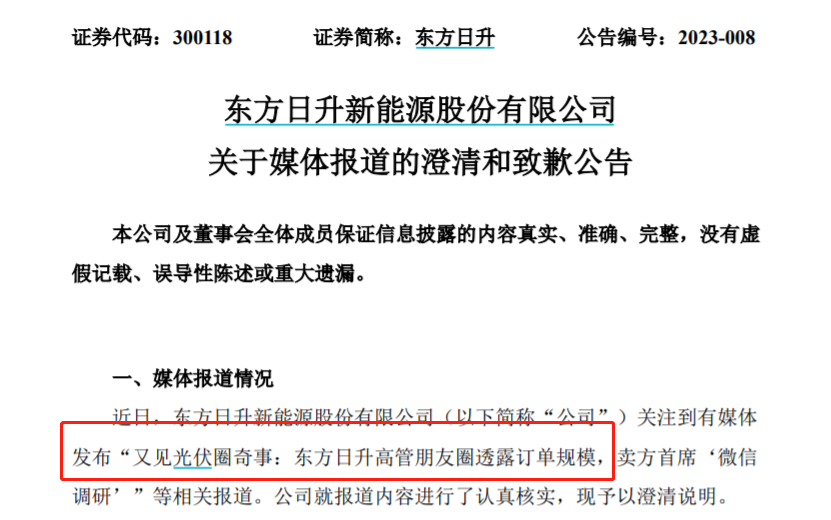 证券代码：300118 证券简称：东方日升 公告编号：2023-008
东方日升新能源股份有限公司
关于媒体报道的澄清和致歉公告
本公司及董事会全体成员保证信息披露的内容真实、准确、完整，没有虚
假记载、误导性陈述或重大遗漏。
一、媒体报道情况
近日，东方日升新能源股份有限公司（以下简称“公司”）关注到有媒体
发布“又见光伏圈奇事：东方日升高管朋友圈透露订单规模，卖方首席‘微信
调研’”等相关报道。公司就报道内容进行了认真核实，现予以澄清说明。